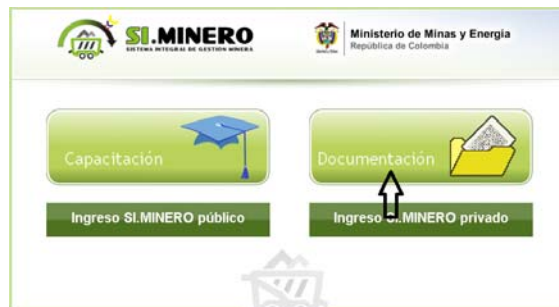 SI.MINERO
SISTEMA INTEGRAL DE GESTION MINERA
Ministerio de Minas y Energía
República de Colombia
Capacitación
Documentación
Ingreso SI.MINERO público
Ingreso SI.MINERO privado